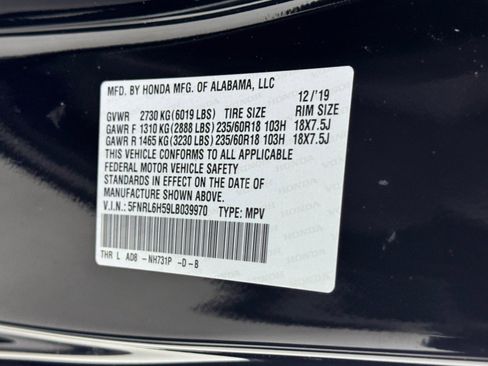 MFD. BY HONDA MFG. OF ALABAMA, LLC 12/'19
GVWR 2730 KG (6019 LBS) TIRE SIZE RIM SIZE
GAWR F 1310 KG (2888 LBS) 235/60R18 103H 18X7.5J
GAWR R 1465 KG (3230 LBS) 235/60R18 103H 18X7.5J
THIS VEHICLE CONFORMS TO ALL APPLICABLE
FEDERAL MOTOR VEHICLE SAFETY
STANDARDS IN EFFECT ON THE DATE OF
MANUFACTURE SHOWN ABOVE.
V.I.N.: 5FNRL6H59LB039970 TYPE: MPV
THR L AD8 -NH731P -D-B